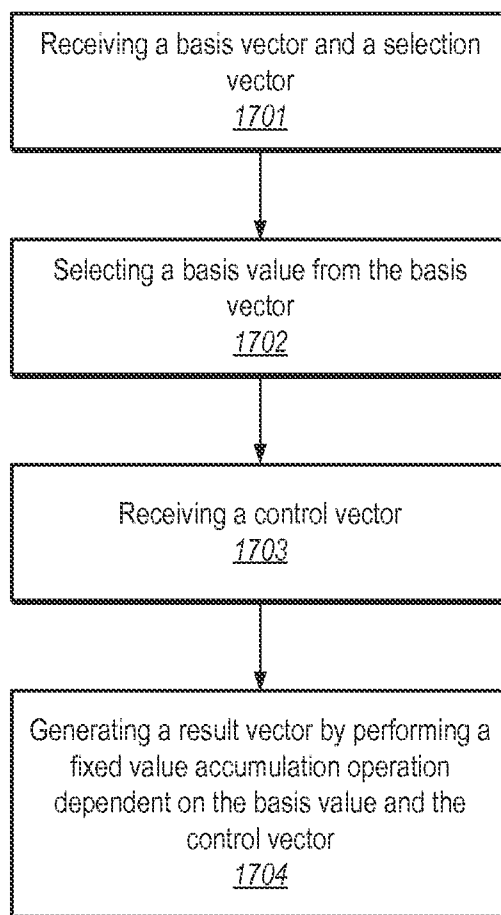 Receiving a basis vector and a selection
vector
1701
Selecting a basis value from the basis
vector
1702
Receiving a control vector
1703
Generating a result vector by performing a
fixed value accumulation operation
dependent on the basis value and the
control vector
1704